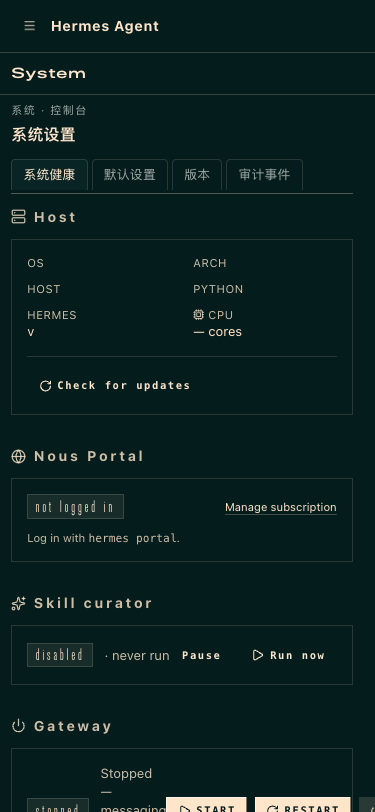 Hermes Agent
System
系统 · 控制台
系统设置
系统健康 默认设置 版本 审计事件
Host
OS ARCH
HOST PYTHON
HERMES CPU
v — cores
Check for updates
Nous Portal
not logged in Manage subscription
Log in with hermes portal.
Skill curator
disabled · never run Pause Run now
Gateway
Stopped
—
stopped messaging START RESTART